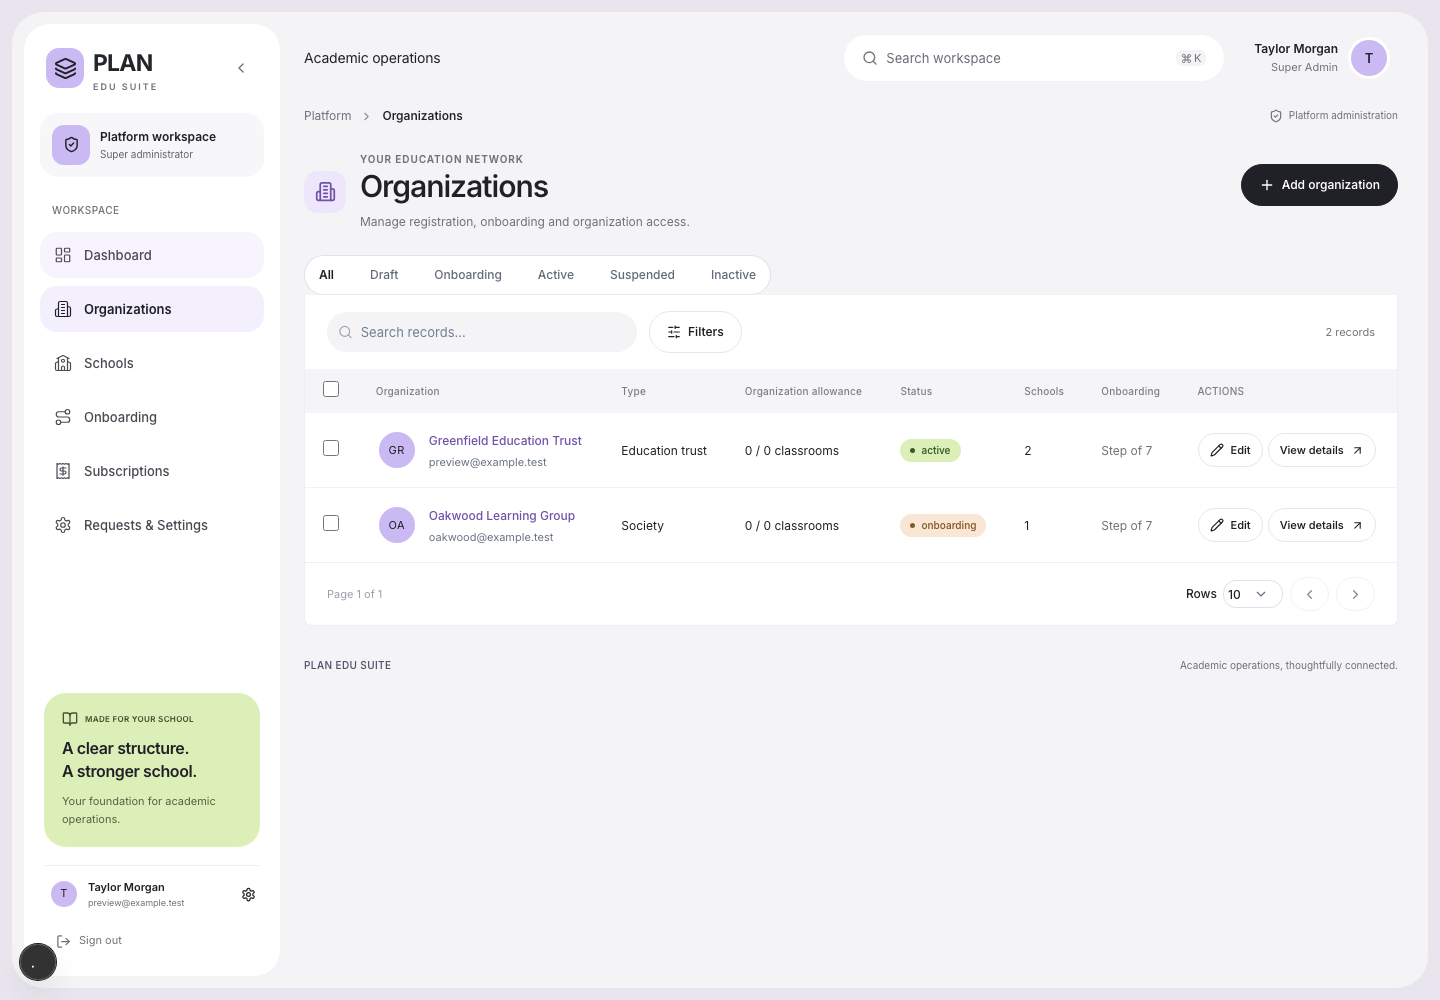 PLAN
EDU SUITE
Platform workspace
Super administrator
WORKSPACE
Dashboard
Organizations
Schools
Onboarding
Subscriptions
Requests & Settings
MADE FOR YOUR SCHOOL
A clear structure.
A stronger school.
Your foundation for academic
operations.
T
Taylor Morgan
preview@example.test
Sign out
Academic operations
Search workspace
⌘K
Taylor Morgan
Super Admin
T
Platform
Organizations
Platform administration
YOUR EDUCATION NETWORK
Organizations
Manage registration, onboarding and organization access.
Add organization
All Draft Onboarding Active Suspended Inactive
Search records...
Filters
2 records
Organization Type Organization allowance Status Schools Onboarding ACTIONS
GR Greenfield Education Trust
preview@example.test
Education trust 0 / 0 classrooms active 2 Step of 7 Edit View details
OA Oakwood Learning Group
oakwood@example.test
Society 0 / 0 classrooms onboarding 1 Step of 7 Edit View details
Page 1 of 1
Rows 10
PLAN EDU SUITE
Academic operations, thoughtfully connected.